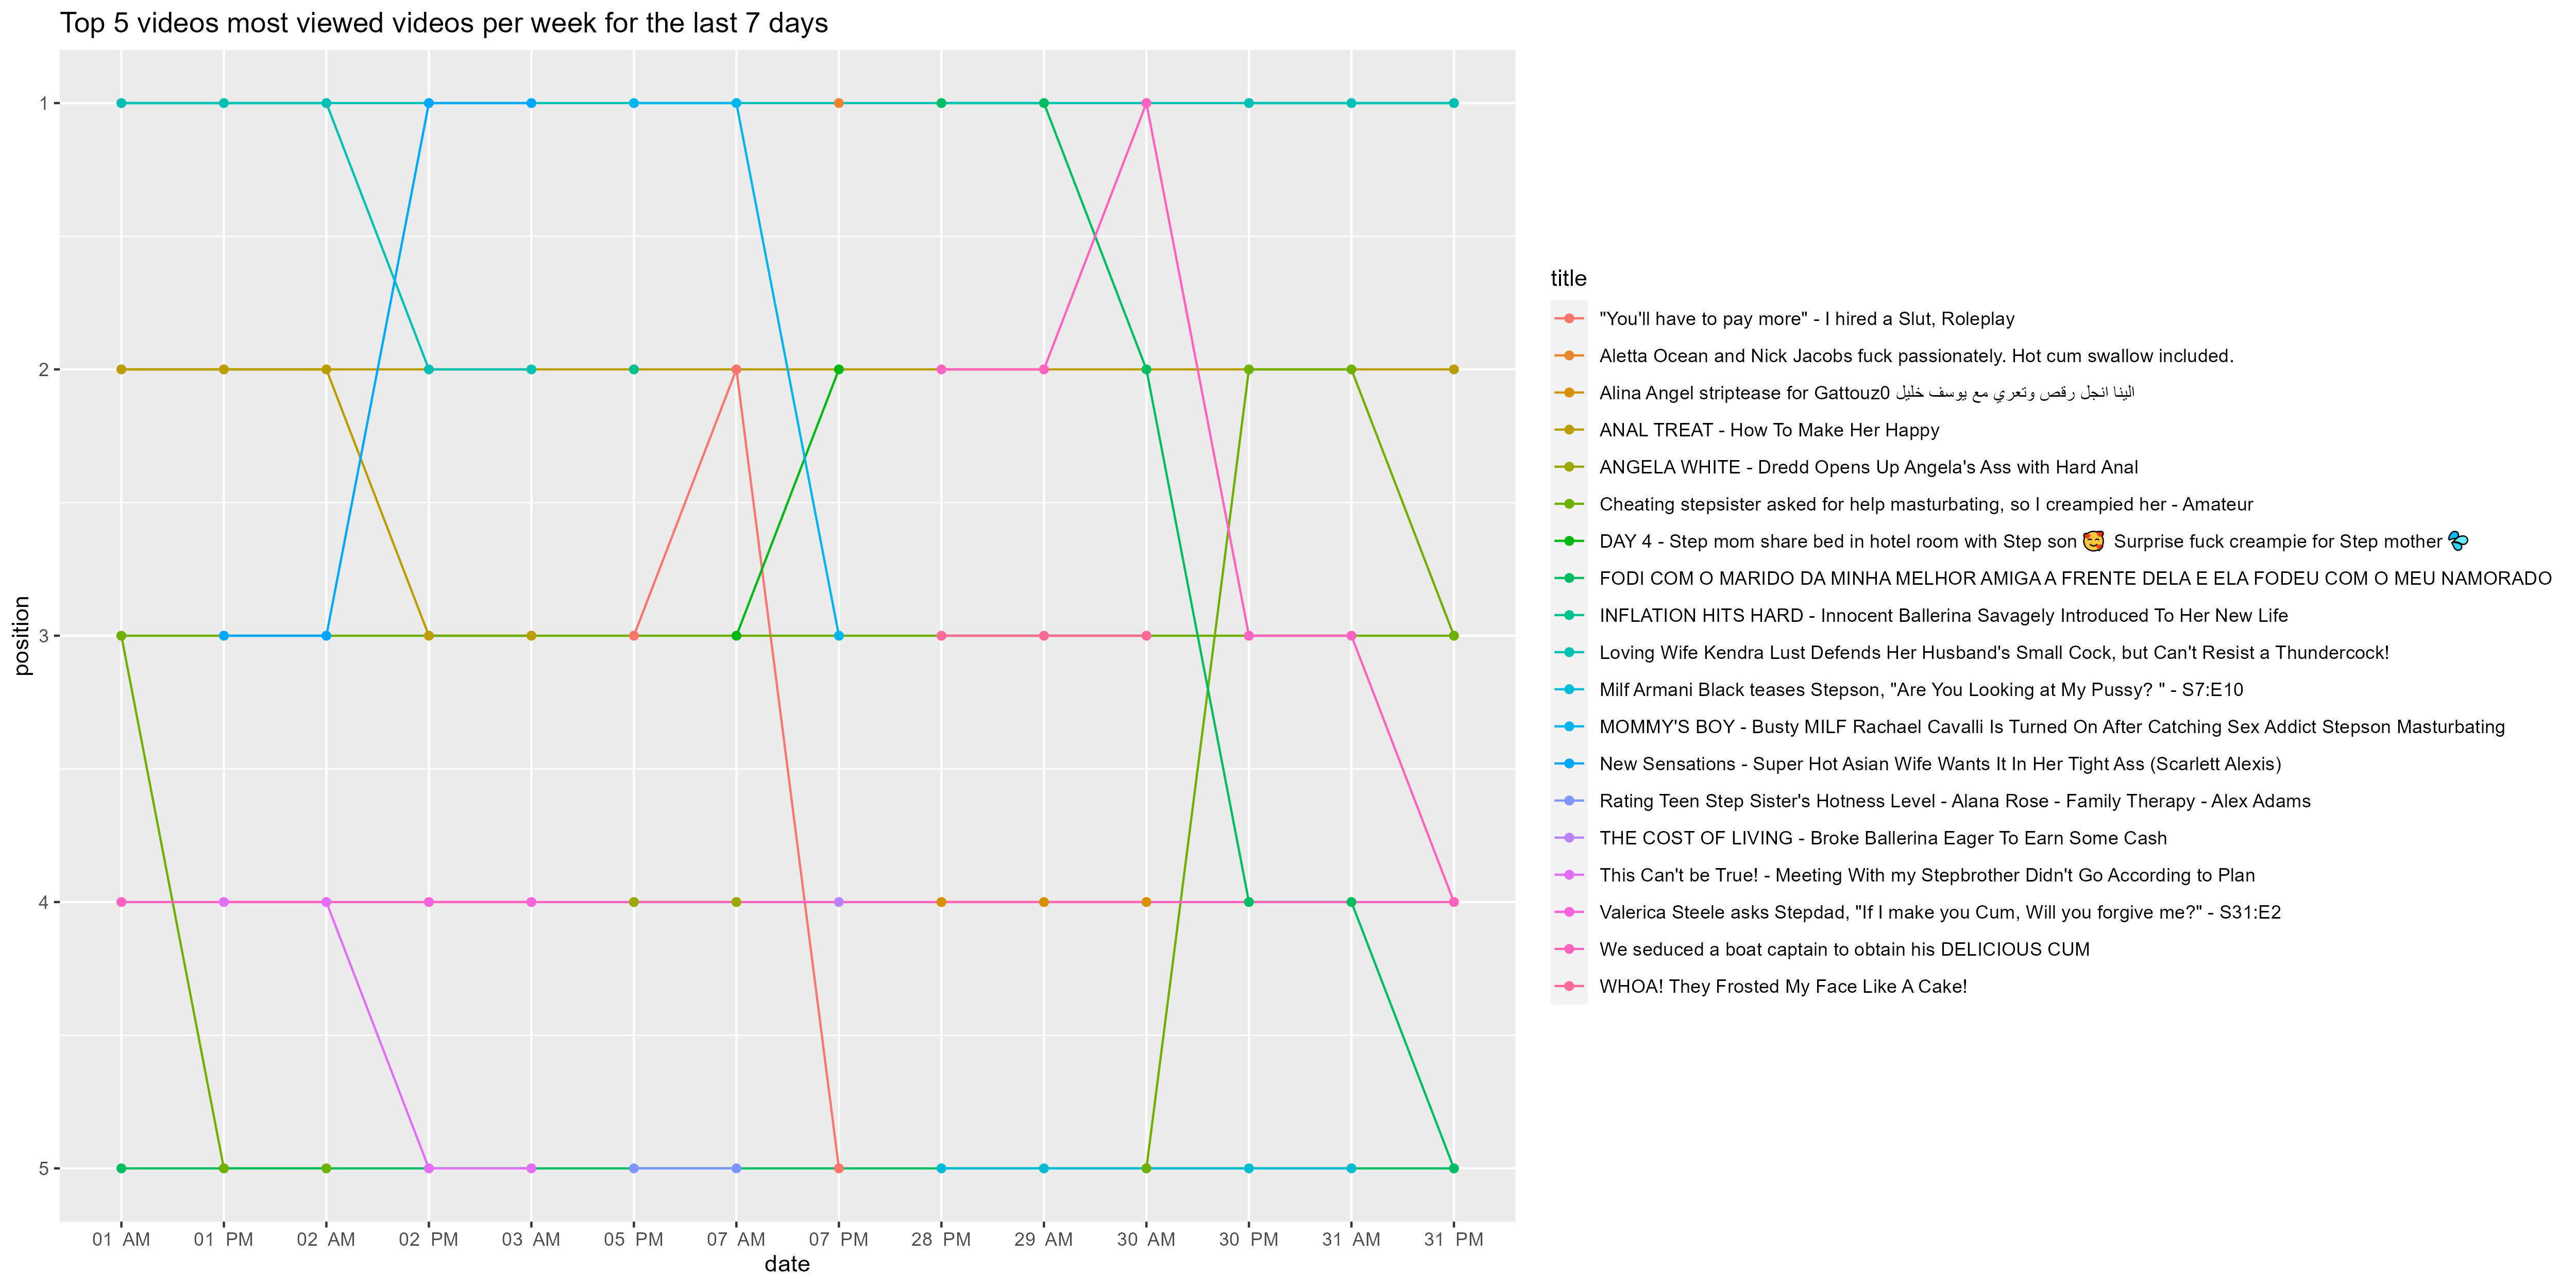 Top 5 videos most viewed videos per week for the last 7 days
position
1
2
3
4
5
01 AM
01 PM
02 AM
02 PM
03 AM
05 PM
07 AM
07 PM
28 PM
29 AM
30 AM
30 PM
31 AM
31 PM
date
title
"You'll have to pay more" - I hired a Slut, Roleplay
Aletta Ocean and Nick Jacobs fuck passionately. Hot cum swallow included.
Alina Angel striptease for Gattouz0 الينا انجل رقص وتعري مع يوسف خليل
ANAL TREAT - How To Make Her Happy
ANGELA WHITE - Dredd Opens Up Angela's Ass with Hard Anal
Cheating stepsister asked for help masturbating, so I creampied her - Amateur
DAY 4 - Step mom share bed in hotel room with Step son 🥰 Surprise fuck creampie for Step mother 💦
FODI COM O MARIDO DA MINHA MELHOR AMIGA A FRENTE DELA E ELA FODEU COM O MEU NAMORADO
INFLATION HITS HARD - Innocent Ballerina Savagely Introduced To Her New Life
Loving Wife Kendra Lust Defends Her Husband's Small Cock, but Can't Resist a Thundercock!
Milf Armani Black teases Stepson, "Are You Looking at My Pussy? " - S7:E10
MOMMY'S BOY - Busty MILF Rachael Cavalli Is Turned On After Catching Sex Addict Stepson Masturbating
New Sensations - Super Hot Asian Wife Wants It In Her Tight Ass (Scarlett Alexis)
Rating Teen Step Sister's Hotness Level - Alana Rose - Family Therapy - Alex Adams
THE COST OF LIVING - Broke Ballerina Eager To Earn Some Cash
This Can't be True! - Meeting With my Stepbrother Didn't Go According to Plan
Valerica Steele asks Stepdad, "If I make you Cum, Will you forgive me?" - S31:E2
We seduced a boat captain to obtain his DELICIOUS CUM
WHOA! They Frosted My Face Like A Cake!